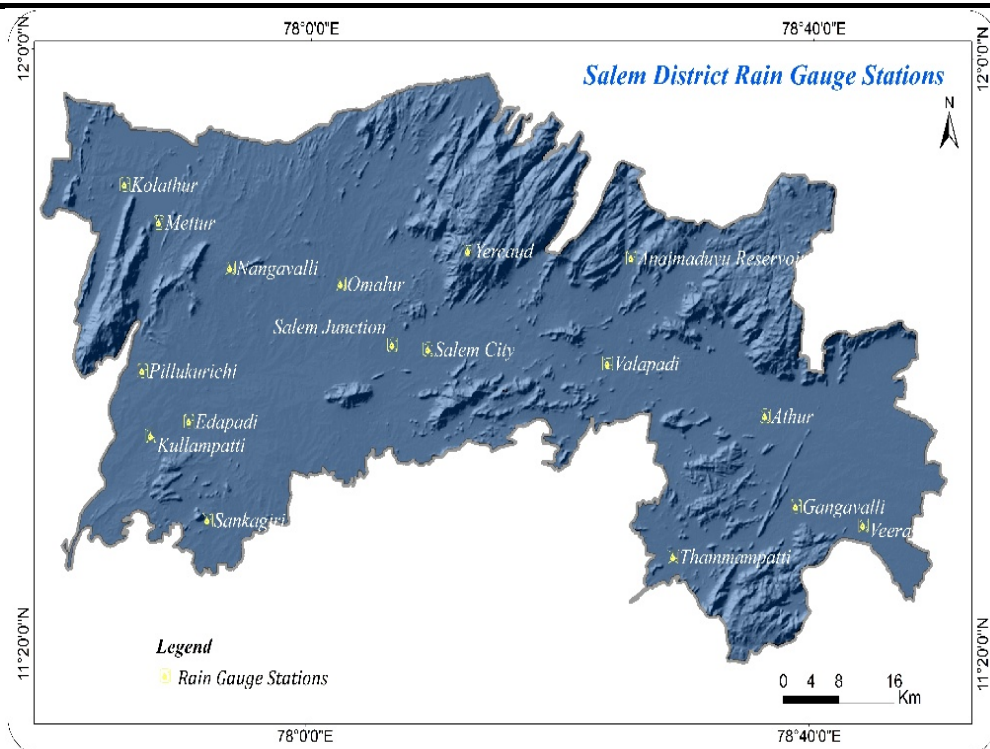 78°0'0"E 78°40'0"E
12°0'0"N 12°0'0"N
Salem District Rain Gauge Stations
N
Kolathur
Mettur
Nangavalli
Omalur
Yercaud
Anaimaduvu Reservoir
Salem Junction
Salem City
Valapadi
Pillukurichi
Edapadi
Kullampatti
Athur
Sankagiri
Gangavalli
Veera
Thammampatti
11°20'0"N 11°20'0"N
Legend
Rain Gauge Stations
0 4 8 16
Km
78°0'0"E 78°40'0"E